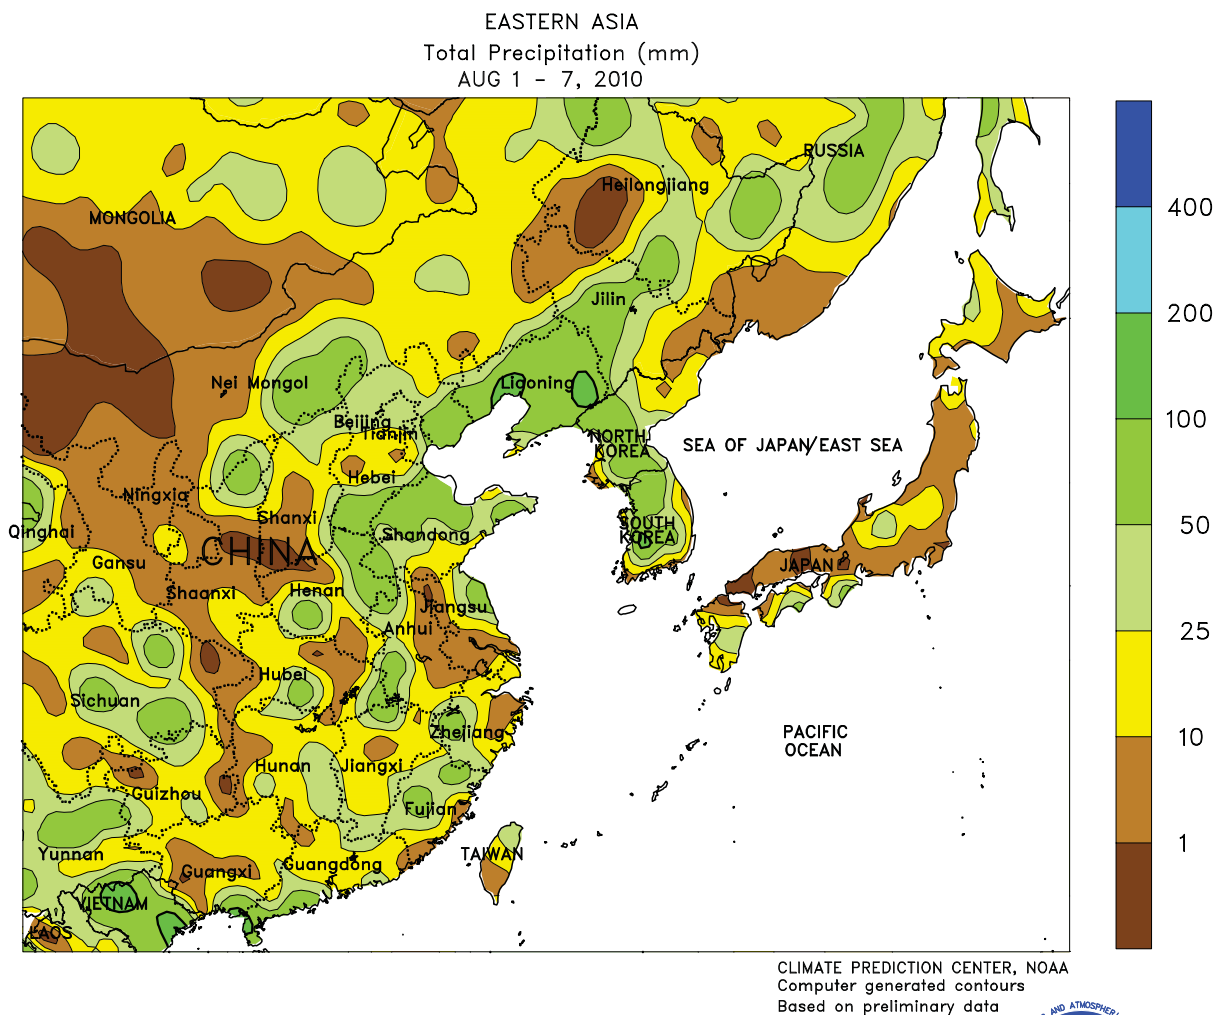 EASTERN ASIA
Total Precipitation (mm)
AUG 1 - 7, 2010
RUSSIA
Heilongjiang
MONGOLIA
400
Jilin
200
Nei Mongol
Liaoning
100
Beijing
Tianjin
NORTH
KOREA
SEA OF JAPAN/EAST SEA
Hebei
Ningxia
Shanxi
50
Qinghai
SOUTH
KOREA
Shandong
CHINA
Gansu
JAPAN
Shaanxi
Henan
Jiangsu
Anhui
25
Hubei
Sichuan
Zhejiang
PACIFIC
OCEAN
10
Hunan
Jiangxi
Guizhou
Fujian
1
Yunnan
TAIWAN
Guangxi
Guangdong
VIETNAM
LAOS
CLIMATE PREDICTION CENTER, NOAA
Computer generated contours
Based on preliminary data
AND ATMOSPHER